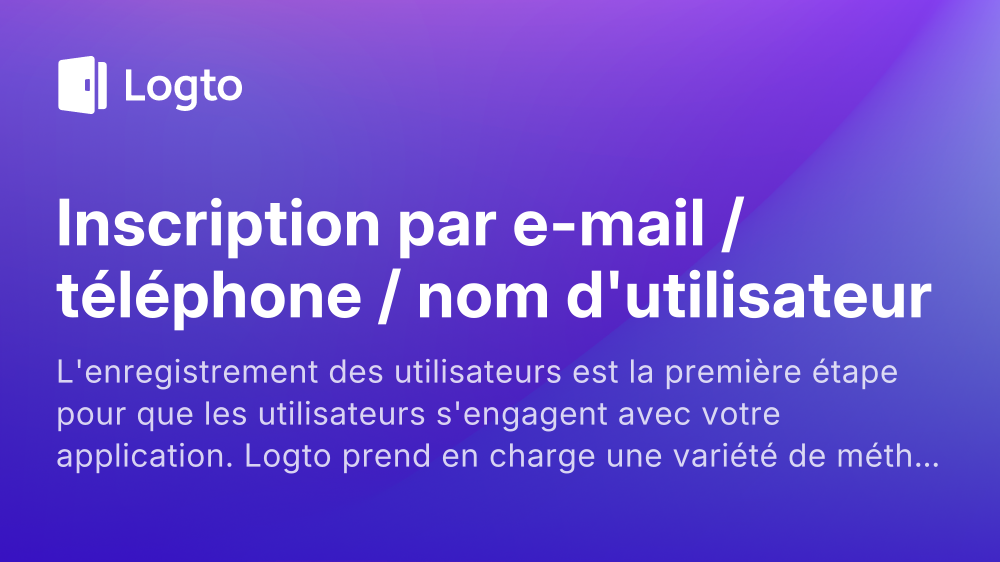 Logto
Inscription par e-mail /
téléphone / nom d'utilisateur
L'enregistrement des utilisateurs est la première étape
pour que les utilisateurs s'engagent avec votre
application. Logto prend en charge une variété de méth...